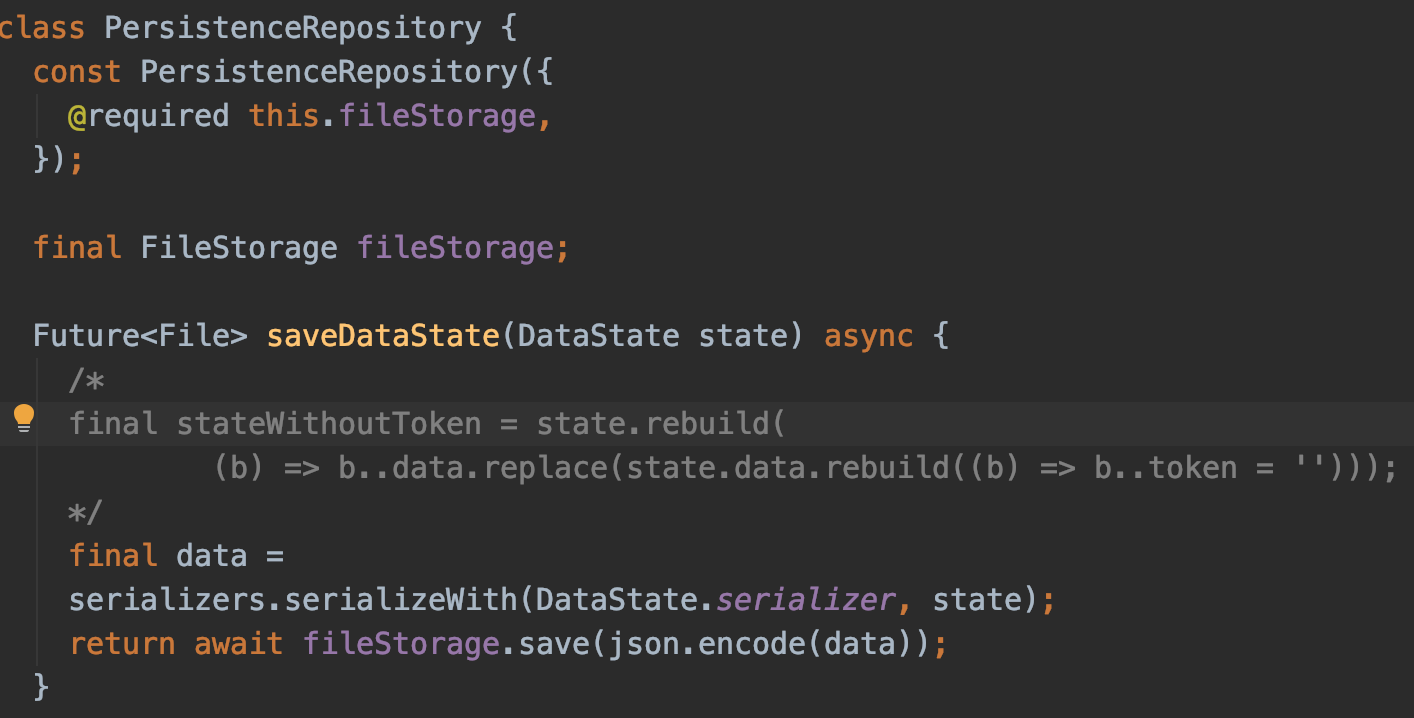 class PersistenceRepository {
  const PersistenceRepository({
    @required this.fileStorage,
  });

  final FileStorage fileStorage;

  Future<File> saveDataState(DataState state) async {
    /*
    final stateWithoutToken = state.rebuild(
            (b) => b..data.replace(state.data.rebuild((b) => b..token = '')));
    */
    final data =
    serializers.serializeWith(DataState.serializer, state);
    return await fileStorage.save(json.encode(data));
  }